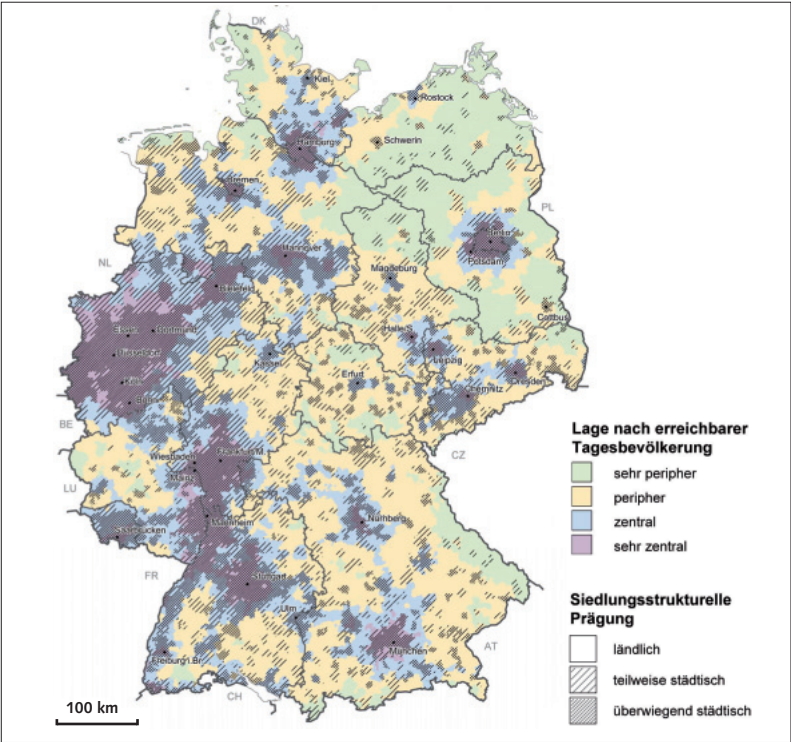 DK
Kiel
Rostock
Hamburg
Schwerin
Bremen
PL
Berlin
Potsdam
Hannover
NL
Magdeburg
Bielefeld
Cottbus
Essen
Dortmund
Halle/S.
Leipzig
Düsseldorf
Kassel
Dresden
Köln
Erfurt
Chemnitz
Bonn
BE
Wiesbaden
Frankfurt/M.
CZ
Mainz
LU
Mannheim
Nürnberg
Saarbrücken
FR
Stuttgart
Ulm
München
AT
Freiburg i.Br.
CH
100 km
Lage nach erreichbarer
Tagesbevölkerung
sehr peripher
peripher
zentral
sehr zentral
Siedlungsstrukturelle
Prägung
ländlich
teilweise städtisch
überwiegend städtisch